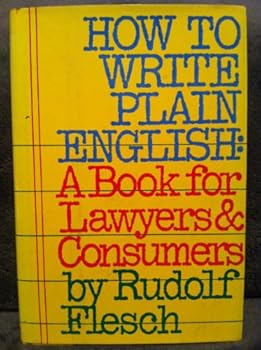 HOW TO
WRITE
PLAIN
ENGLISH:
A Book for
Lawyers &
Consumers
by Rudolf
Flesch